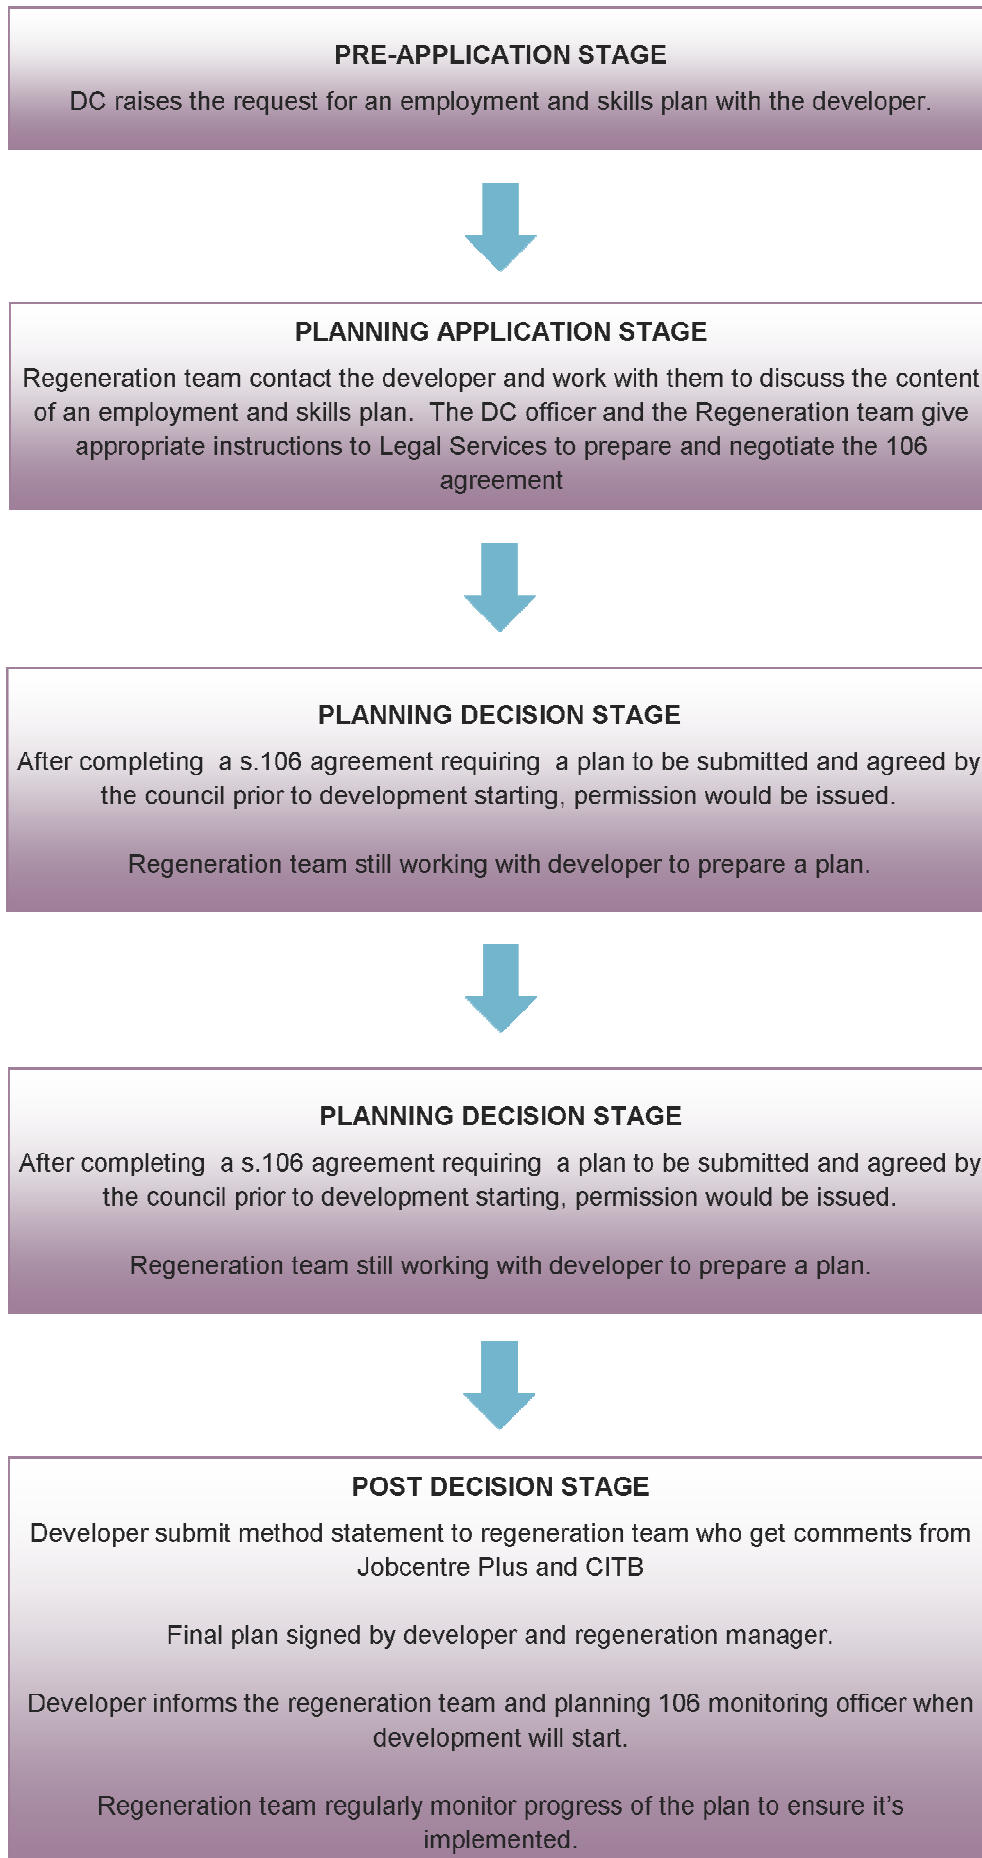 PRE-APPLICATION STAGE
DC raises the request for an employment and skills plan with the developer.
PLANNING APPLICATION STAGE
Regeneration team contact the developer and work with them to discuss the content
of an employment and skills plan.  The DC officer and the Regeneration team give
appropriate instructions to Legal Services to prepare and negotiate the 106
agreement
PLANNING DECISION STAGE
After completing  a s.106 agreement requiring  a plan to be submitted and agreed by
the council prior to development starting, permission would be issued.
Regeneration team still working with developer to prepare a plan.
PLANNING DECISION STAGE
After completing  a s.106 agreement requiring  a plan to be submitted and agreed by
the council prior to development starting, permission would be issued.
Regeneration team still working with developer to prepare a plan.
POST DECISION STAGE
Developer submit method statement to regeneration team who get comments from
Jobcentre Plus and CITB
Final plan signed by developer and regeneration manager.
Developer informs the regeneration team and planning 106 monitoring officer when
development will start.
Regeneration team regularly monitor progress of the plan to ensure it’s
implemented.